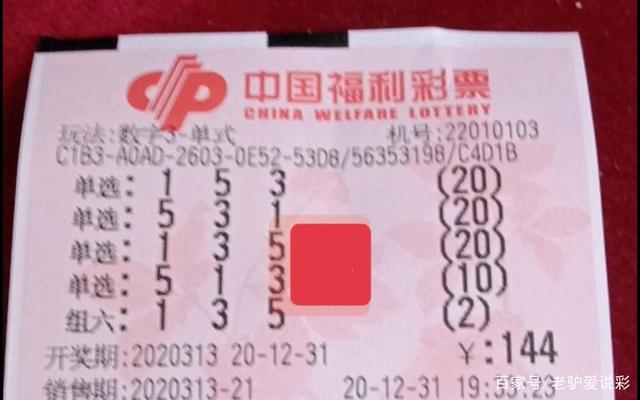 中国福利彩票
CHINA WELFARE LOTTERY
玩法:数字3-单式 机号:22010103
C1B3-A0AD-2603-0E52-53D8/56353198/C4D1B
单选: 1 5 3 (20)
单选: 5 3 1 (20)
单选: 1 3 5 (20)
单选: 5 1 3 (10)
组六: 1 3 5 (2)
开奖期:2020313 20-12-31 ¥:144
销售期:2020313-21 20-12-31
百家号/老驴爱说彩